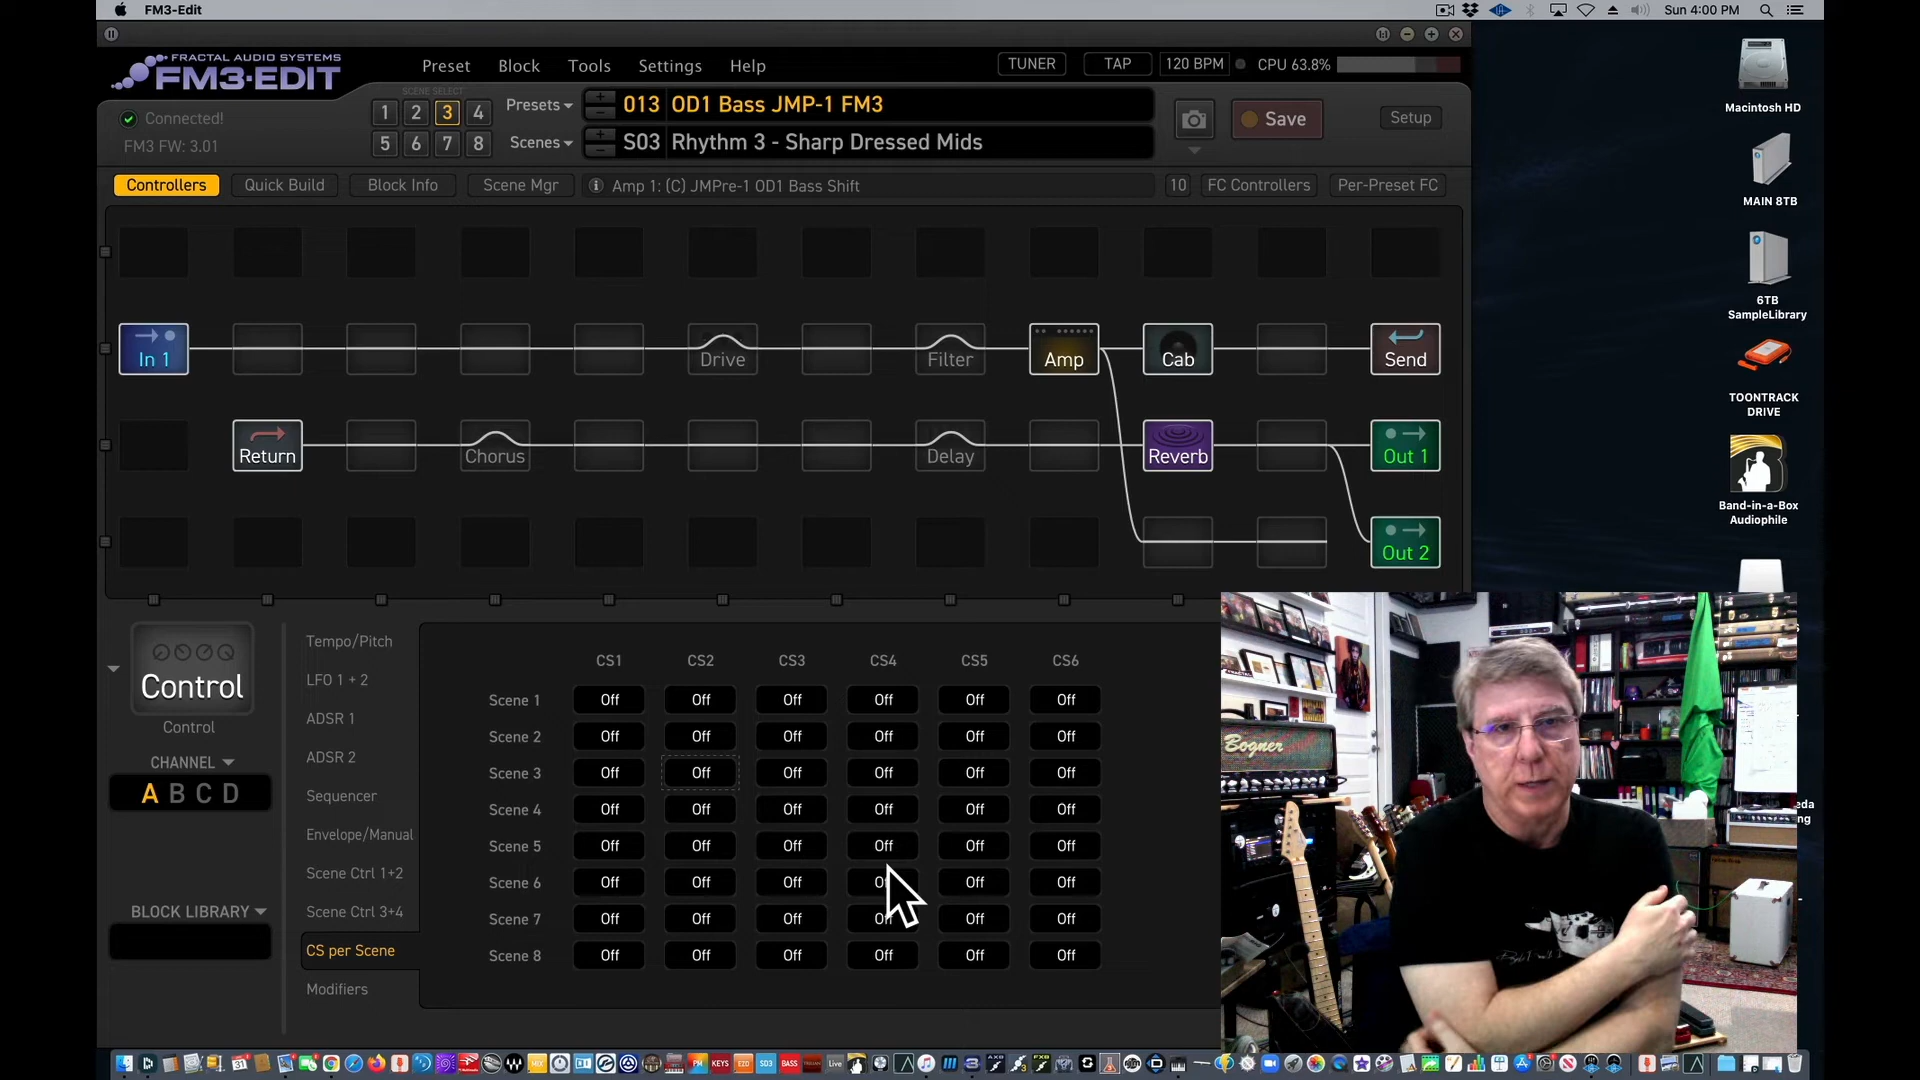 FM3-Edit
Sun 4:00 PM
FRACTAL AUDIO SYSTEMS
FM3-EDIT
Preset Block Tools Settings Help
TUNER TAP 120 BPM CPU 63.8%
Connected!
FM3 FW: 3.01
SCENE SELECT
1 2 3 4
5 6 7 8
Presets 013 OD1 Bass JMP-1 FM3
Scenes S03 Rhythm 3 - Sharp Dressed Mids
Save
Setup
Controllers Quick Build Block Info Scene Mgr Amp 1: (C) JMPre-1 OD1 Bass Shift 10 FC Controllers Per-Preset FC
In 1 Drive Filter Amp Cab Send
Return Chorus Delay Reverb Out 1
Out 2
Control
Control
CHANNEL
A B C D
BLOCK LIBRARY
Tempo/Pitch
LFO 1 + 2
ADSR 1
ADSR 2
Sequencer
Envelope/Manual
Scene Ctrl 1+2
Scene Ctrl 3+4
CS per Scene
Modifiers
CS1 CS2 CS3 CS4 CS5 CS6
Scene 1 Off Off Off Off Off Off
Scene 2 Off Off Off Off Off Off
Scene 3 Off Off Off Off Off Off
Scene 4 Off Off Off Off Off Off
Scene 5 Off Off Off Off Off Off
Scene 6 Off Off Off Off Off Off
Scene 7 Off Off Off Off Off Off
Scene 8 Off Off Off Off Off Off
Macintosh HD
MAIN 8TB
6TB
SampleLibrary
TOONTRACK
DRIVE
Band-in-a-Box
Audiophile
Bogner